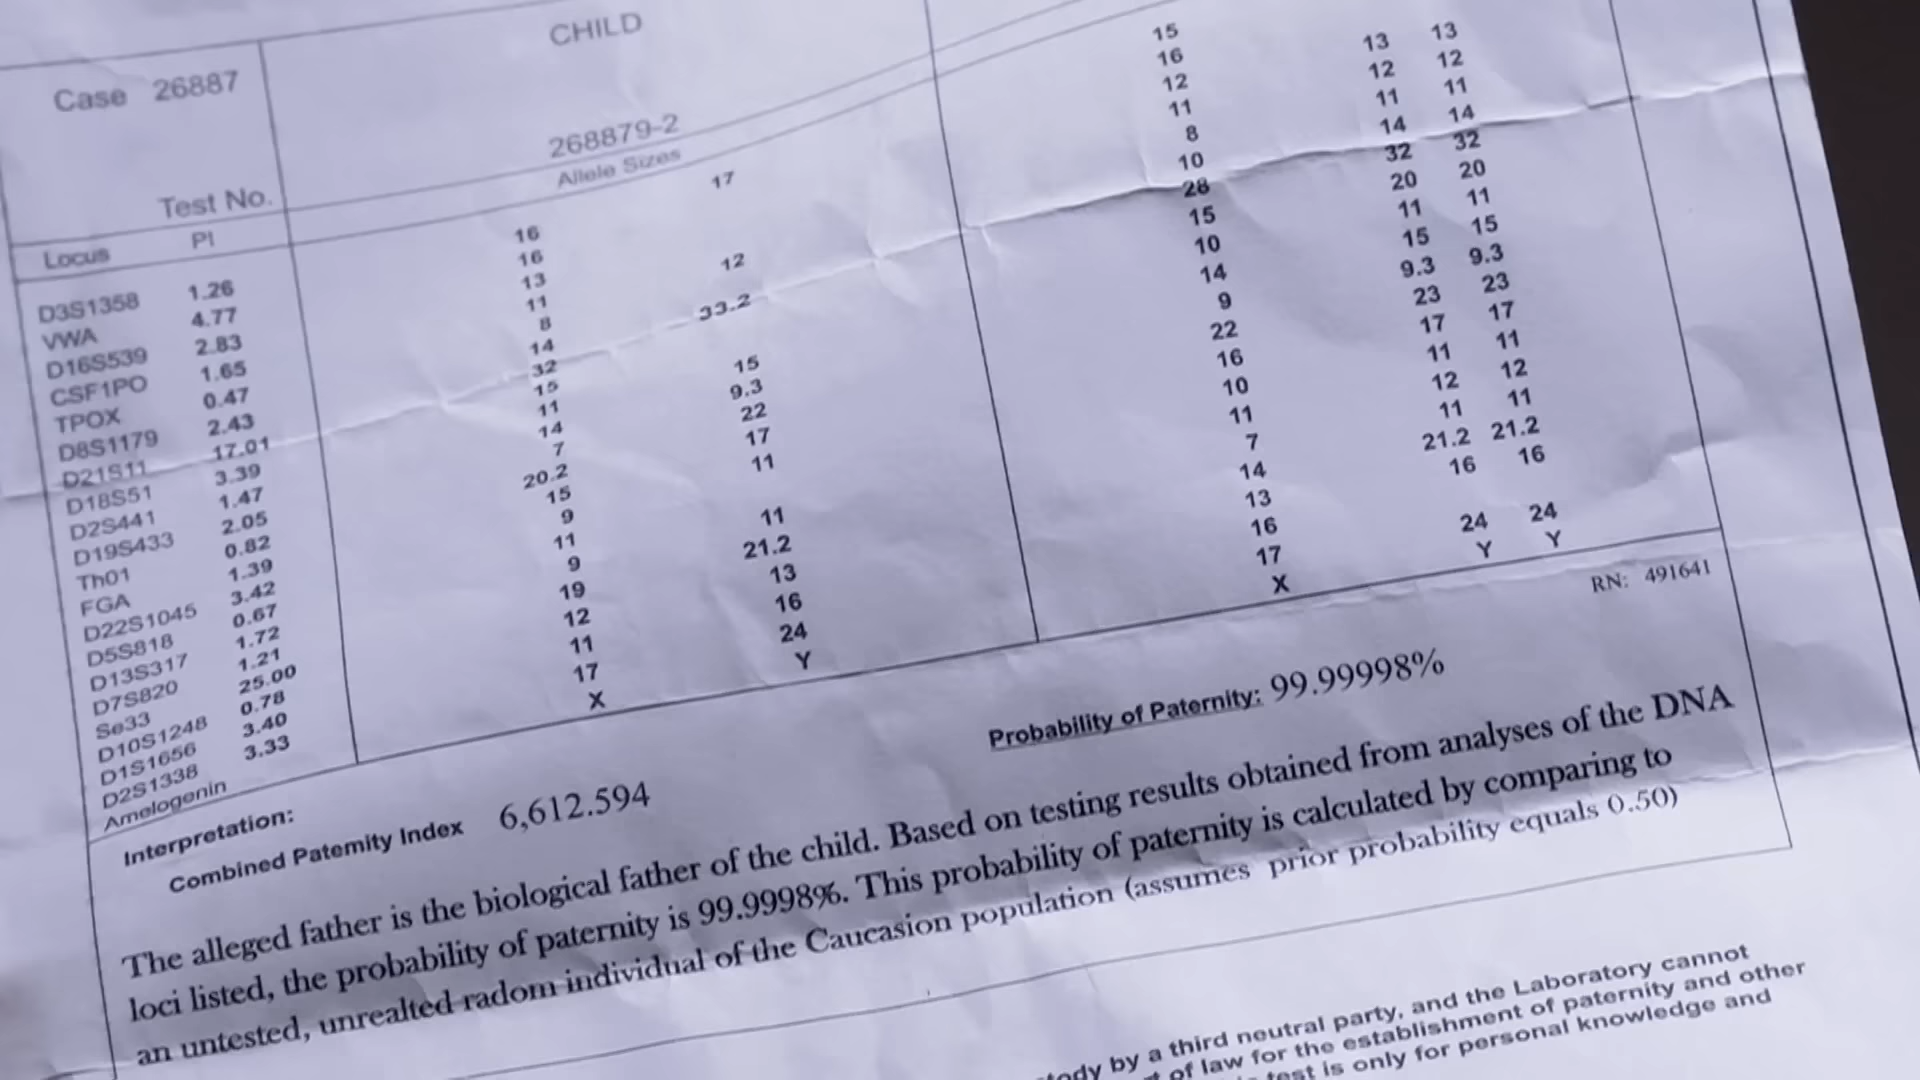 CHILD
Case 26887
268879-2
Allele Sizes
Test No.
Locus PI
D3S1358 1.26
VWA 4.77
D16S539 2.83
CSF1PO 1.65
TPOX 0.47
D8S1179 2.43
D21S11 17.01
D18S51 3.39
D2S441 1.47
D19S433 2.05
Th01 0.82
FGA 1.39
D22S1045 3.42
D5S818 0.67
D13S317 1.72
D7S820 1.21
Se33 25.00
D10S1248 0.78
D1S1656 3.40
D2S1338 3.33
Amelogenin
16
16
13
11
8
14
32
15
11
14
7
20.2
15
9
11
9
19
12
11
17
X
17
12
33.2
15
9.3
22
17
11
11
21.2
13
16
24
Y
15
16
12
11
8
10
28
15
10
14
9
22
16
10
11
7
14
13
16
17
X
13 13
12 12
11 11
14 14
32 32
20 20
11 11
15 15
9.3 9.3
23 23
17 17
11 11
12 12
11 11
21.2 21.2
16 16
24 24
Y Y
RN: 491641
Interpretation:
Combined Paternity Index 6,612.594
Probability of Paternity: 99.99998%
The alleged father is the biological father of the child. Based on testing results obtained from analyses of the DNA
loci listed, the probability of paternity is 99.9998%. This probability of paternity is calculated by comparing to
an untested, unrealted radom individual of the Caucasion population (assumes prior probability equals 0.50)
by a third neutral party, and the Laboratory cannot
of law for the establishment of paternity and other
test is only for personal knowledge and